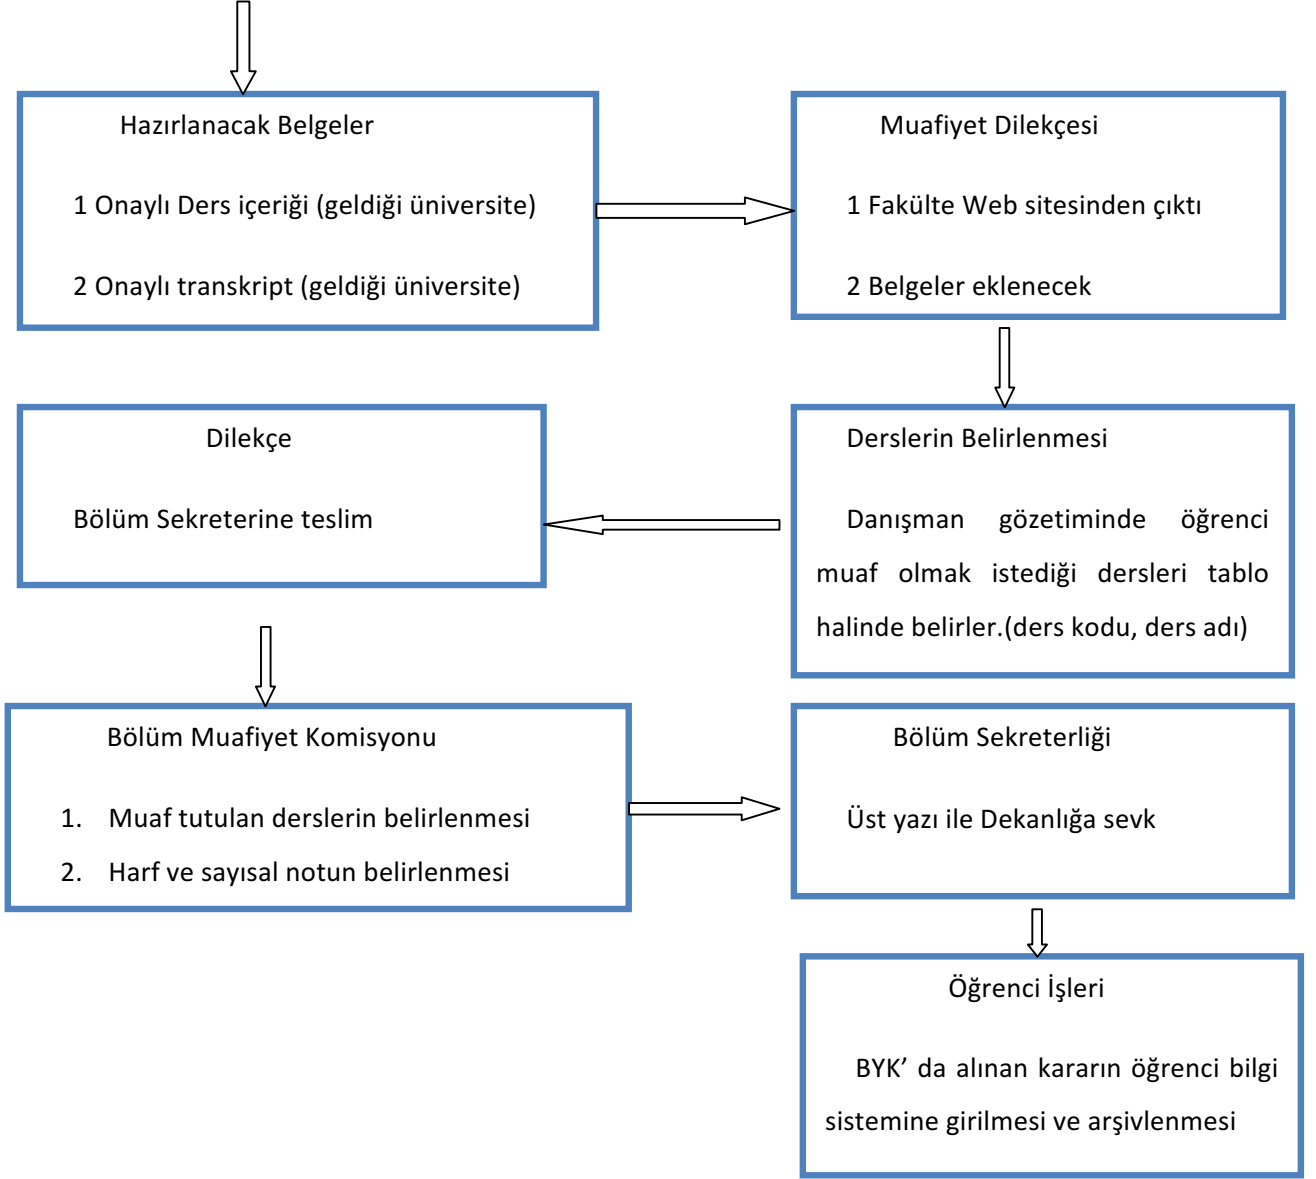 Hazırlanacak Belgeler
1 Onaylı Ders içeriği (geldiği üniversite)
2 Onaylı transkript (geldiği üniversite)
Muafiyet Dilekçesi
1 Fakülte Web sitesinden çıktı
2 Belgeler eklenecek
Derslerin Belirlenmesi
Danışman gözetiminde öğrenci
muaf olmak istediği dersleri tablo
halinde belirler.(ders kodu, ders adı)
Dilekçe
Bölüm Sekreterine teslim
Bölüm Muafiyet Komisyonu
1. Muaf tutulan derslerin belirlenmesi
2. Harf ve sayısal notun belirlenmesi
Bölüm Sekreterliği
Üst yazı ile Dekanlığa sevk
Öğrenci İşleri
BYK’ da alınan kararın öğrenci bilgi
sistemine girilmesi ve arşivlenmesi